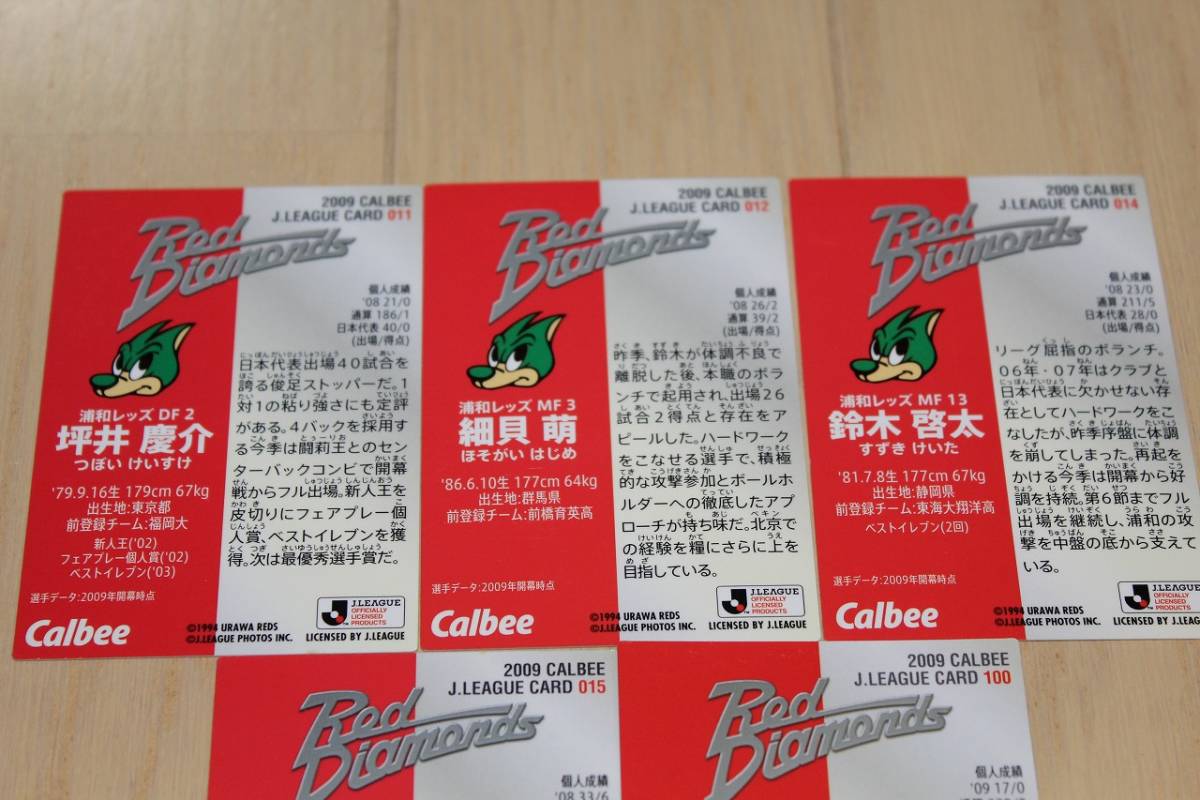 2009 CALBEE
J.LEAGUE CARD 011
Red
Diamonds
個人成績
'08 21/0
通算 186/1
日本代表 40/0
(出場/得点)
浦和レッズ DF 2
坪井 慶介
つぼい けいすけ
'79.9.16生 179cm 67kg
出生地:東京都
前登録チーム:福岡大
新人王('02)
フェアプレー個人賞('02)
ベストイレブン('03)
選手データ:2009年開幕時点
Calbee
日本代表出場40試合を
誇る俊足ストッパーだ。1
対1の粘り強さにも定評
がある。4バックを採用す
る今季は闘莉王とのセン
ターバックコンビで開幕
戦からフル出場。新人王を
皮切りにフェアプレー個
人賞、ベストイレブンを獲
得。次は最優秀選手賞だ。
J.LEAGUE
OFFICIALLY
LICENSED
PRODUCTS
©1994 URAWA REDS
©J.LEAGUE PHOTOS INC.
LICENSED BY J.LEAGUE
2009 CALBEE
J.LEAGUE CARD 012
Red
Diamonds
個人成績
'08 26/2
通算 39/2
(出場/得点)
浦和レッズ MF 3
細貝 萌
ほそがい はじめ
'86.6.10生 177cm 64kg
出生地:群馬県
前登録チーム:前橋育英高
選手データ:2009年開幕時点
Calbee
昨季、鈴木が体調不良で
離脱した後、本職のボラ
ンチで起用され、出場26
試合2得点と存在をア
ピールした。ハードワーク
をこなせる選手で、積極
的な攻撃参加とボールホ
ルダーへの徹底したアプ
ローチが持ち味だ。北京で
の経験を糧にさらに上を
目指している。
J.LEAGUE
OFFICIALLY
LICENSED
PRODUCTS
©1994 URAWA REDS
©J.LEAGUE PHOTOS INC.
LICENSED BY J.LEAGUE
2009 CALBEE
J.LEAGUE CARD 014
Red
Diamonds
個人成績
'08 23/0
通算 211/5
日本代表 28/0
(出場/得点)
浦和レッズ MF 13
鈴木 啓太
すずき けいた
'81.7.8生 177cm 67kg
出生地:静岡県
前登録チーム:東海大翔洋高
ベストイレブン(2回)
選手データ:2009年開幕時点
Calbee
リーグ屈指のボランチ。
06年・07年はクラブと
日本代表に欠かせない存
在としてハードワークをこ
なしたが、昨季序盤に体調
を崩してしまった。再起を
かける今季は開幕から好
調を持続。第6節までフル
出場を継続し、浦和の攻
撃を中盤の底から支えて
いる。
J.LEAGUE
OFFICIALLY
LICENSED
PRODUCTS
©1994 URAWA REDS
©J.LEAGUE PHOTOS INC.
LICENSED BY J.LEAGUE
2009 CALBEE
J.LEAGUE CARD 015
Red
Diamonds
個人成績
'08 33/6
2009 CALBEE
J.LEAGUE CARD 100
Red
Diamonds
個人成績
'09 17/0